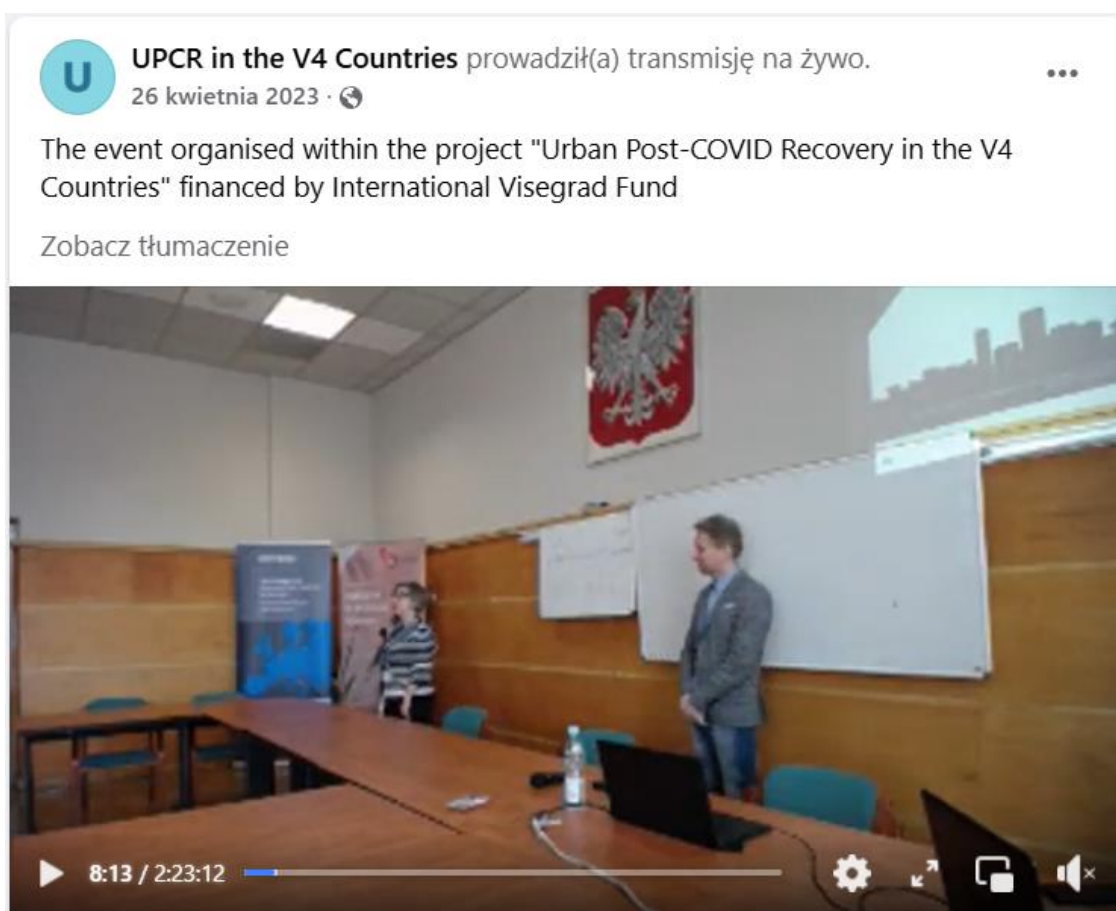 U
UPCR in the V4 Countries prowadził(a) transmisję na żywo.
26 kwietnia 2023 ·
The event organised within the project "Urban Post-COVID Recovery in the V4
Countries" financed by International Visegrad Fund
Zobacz tłumaczenie
8:13 / 2:23:12